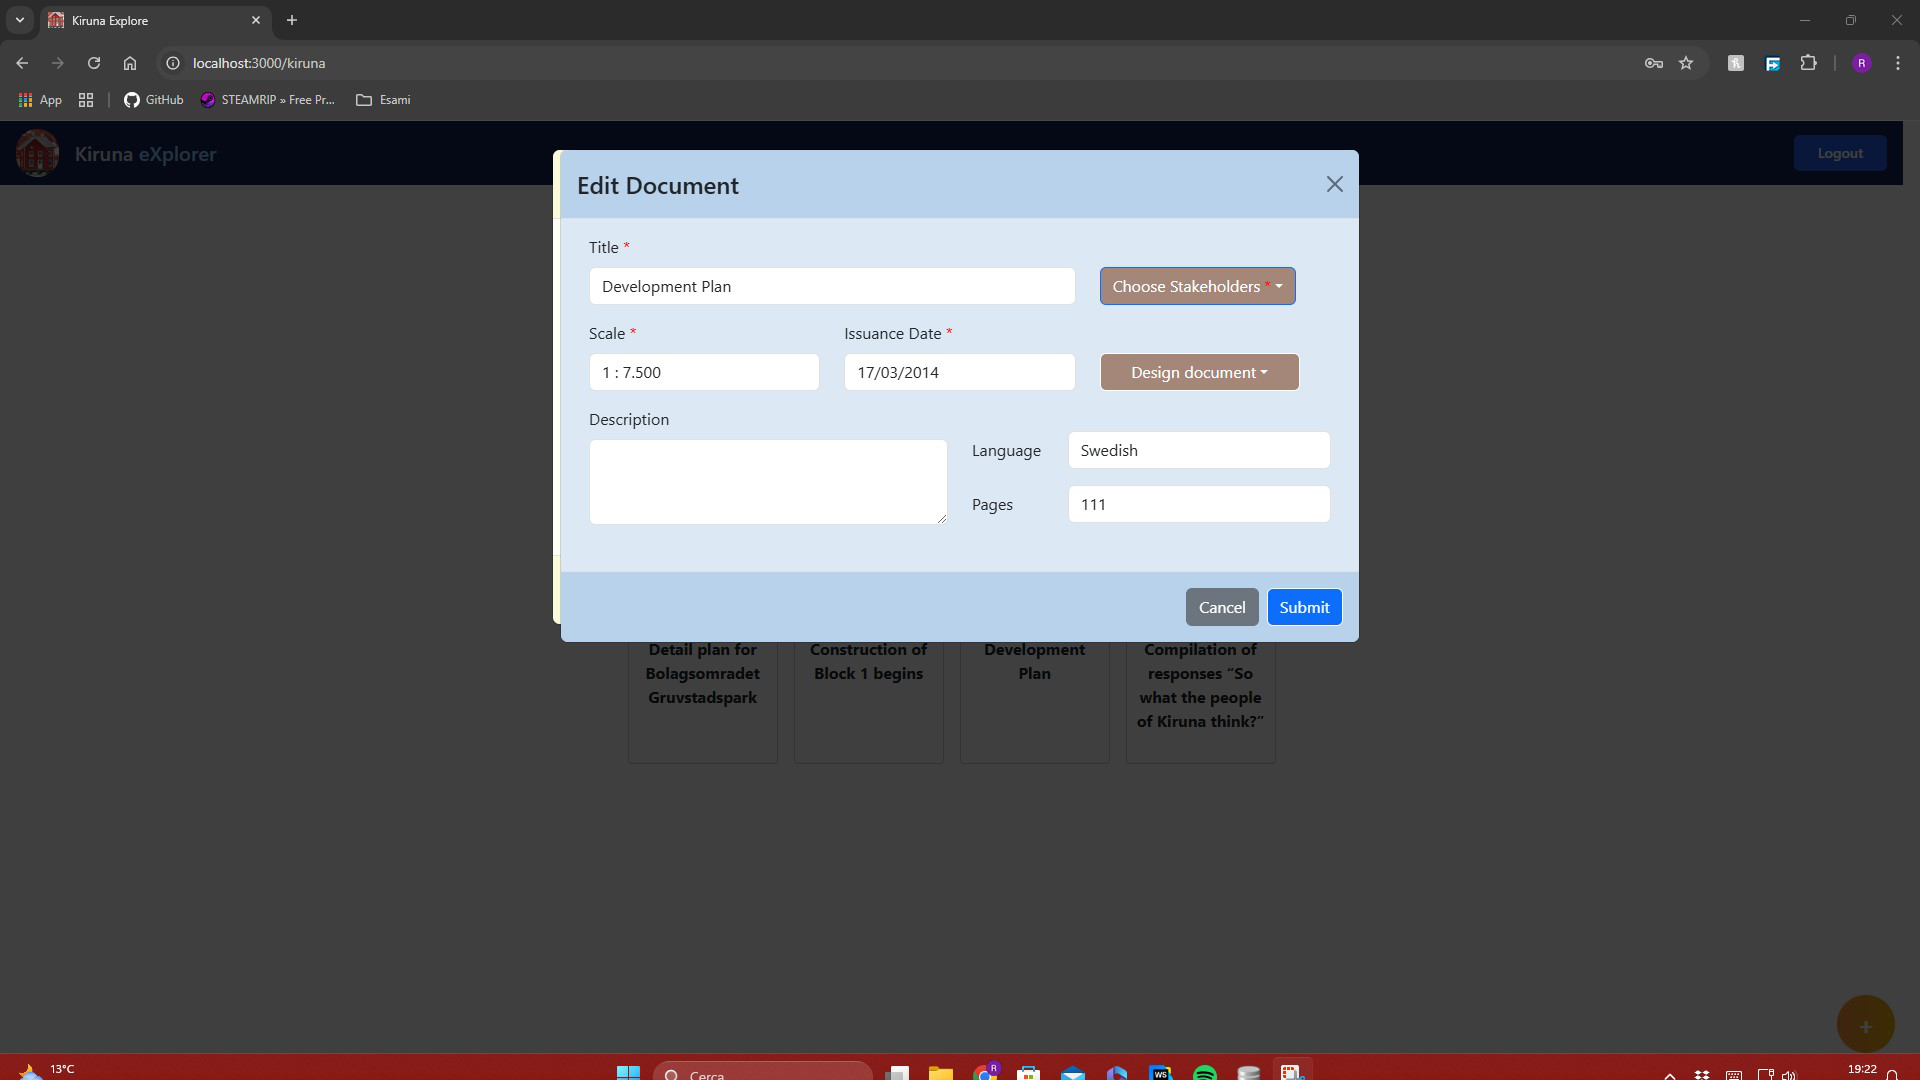 Kiruna Explore
localhost:3000/kiruna
R
App
GitHub
STEAMRIP » Free Pr...
Esami
Kiruna eXplorer
Logout
Edit Document
Title *
Development Plan
Choose Stakeholders *
Scale *
Issuance Date *
1 : 7.500
17/03/2014
Design document
Description
Language
Swedish
Pages
111
Cancel
Submit
Detail plan for
Bolagsomradet
Gruvstadspark
Construction of
Block 1 begins
Development
Plan
Compilation of
responses “So
what the people
of Kiruna think?”
+
13°C
Cerca
R
WS
19:22